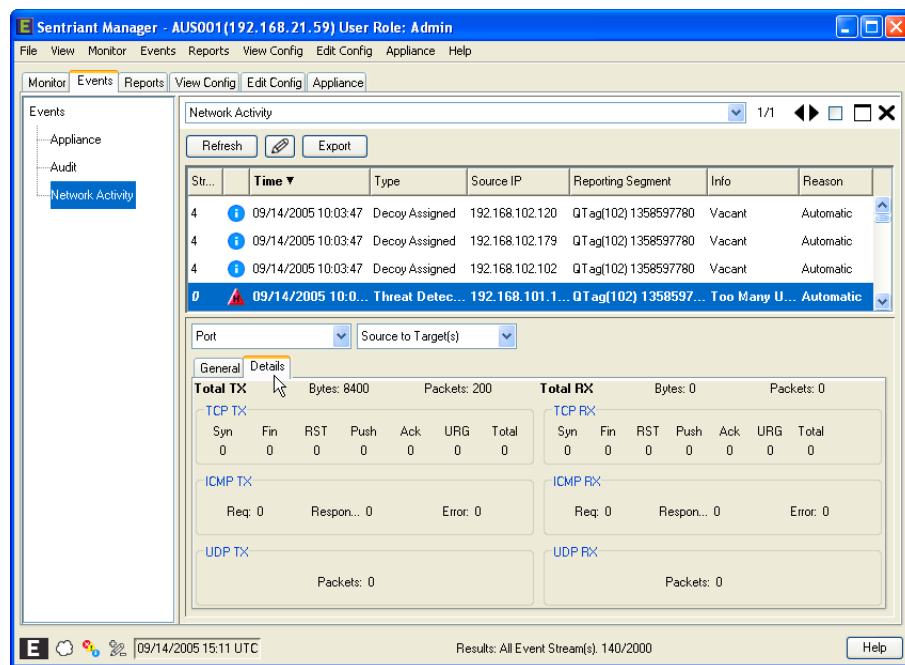 Sentriant Manager - AUS001(192.168.21.59) User Role: Admin
File View Monitor Events Reports View Config Edit Config Appliance Help
Monitor Events Reports View Config Edit Config Appliance
Events
Appliance
Audit
Network Activity
Network Activity 1/1
Refresh Export
Str... Time Type Source IP Reporting Segment Info Reason
4 09/14/2005 10:03:47 Decoy Assigned 192.168.102.120 QTag(102) 1358597780 Vacant Automatic
4 09/14/2005 10:03:47 Decoy Assigned 192.168.102.179 QTag(102) 1358597780 Vacant Automatic
4 09/14/2005 10:03:47 Decoy Assigned 192.168.102.102 QTag(102) 1358597780 Vacant Automatic
0 09/14/2005 10:0... Threat Detec... 192.168.101.1... QTag(102) 1358597... Too Many U... Automatic
Port Source to Target(s)
General Details
Total TX Bytes: 8400 Packets: 200 Total RX Bytes: 0 Packets: 0
TCP TX TCP RX
Syn Fin RST Push Ack URG Total Syn Fin RST Push Ack URG Total
0 0 0 0 0 0 0 0 0 0 0 0 0 0
ICMP TX ICMP RX
Req: 0 Respon... 0 Error: 0 Req: 0 Respon... 0 Error: 0
UDP TX UDP RX
Packets: 0 Packets: 0
E 09/14/2005 15:11 UTC Results: All Event Stream(s). 140/2000 Help